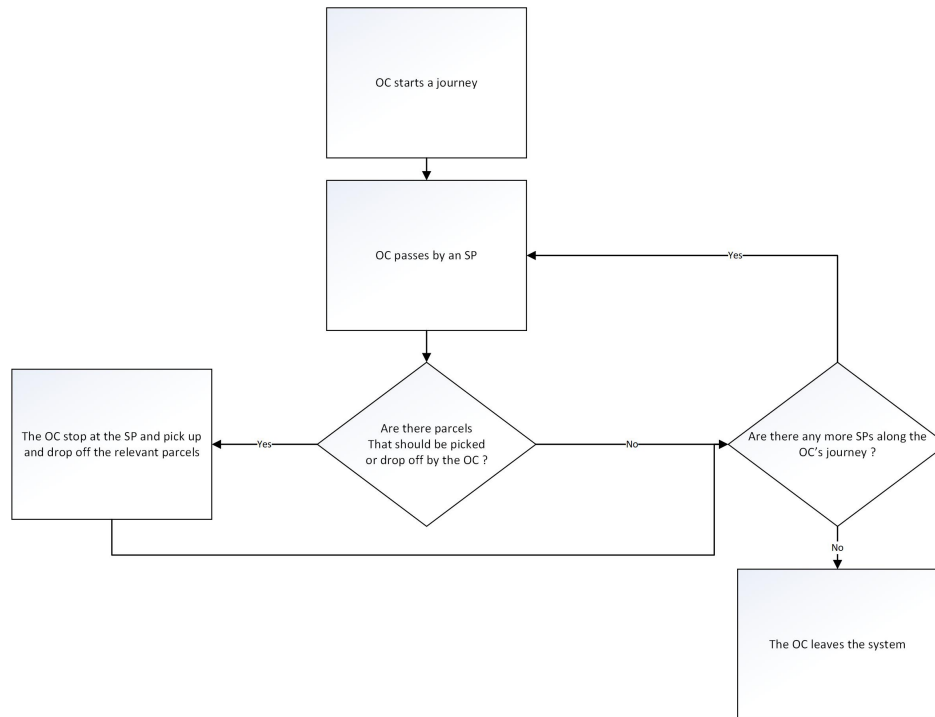 OC starts a journey
OC passes by an SP
Yes
Are there parcels
That should be picked
or drop off by the OC ?
The OC stop at the SP and pick up
and drop off the relevant parcels
Yes
No
Are there any more SPs along the
OC's journey ?
No
The OC leaves the system